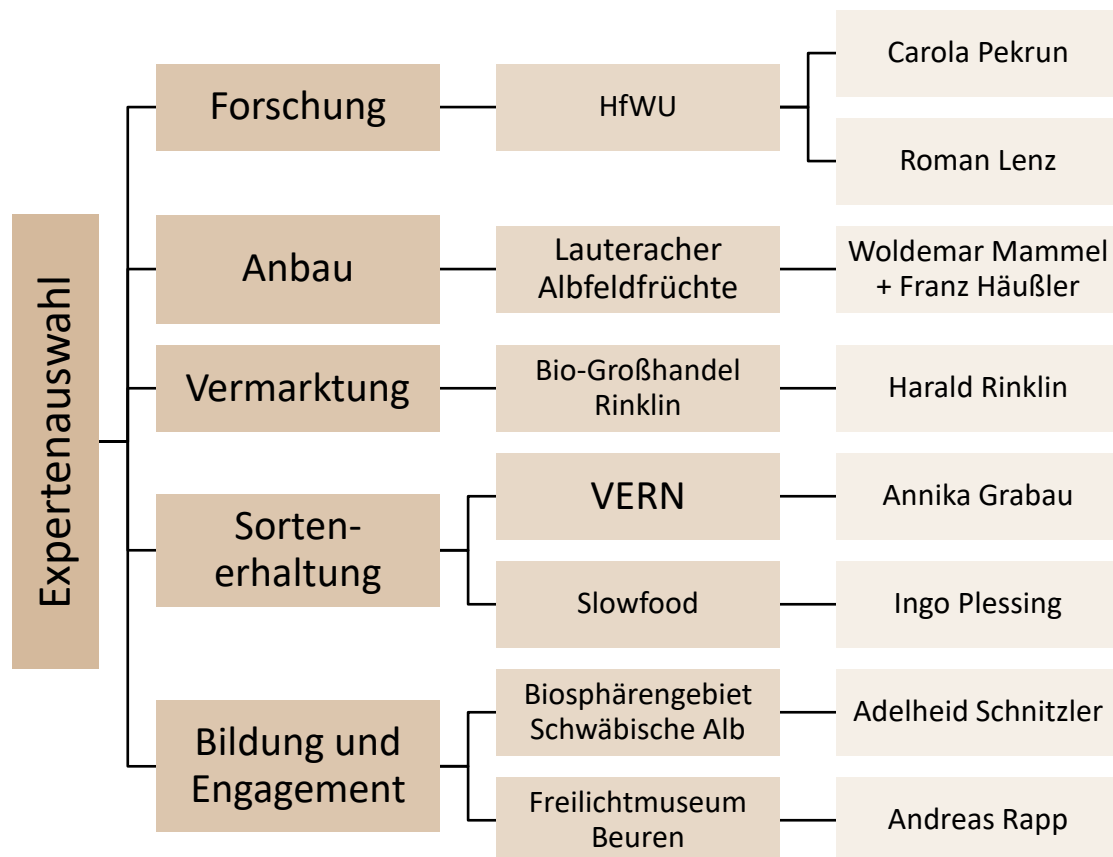 Expertenauswahl
Forschung
HfWU
Carola Pekrun
Roman Lenz
Anbau
Lauteracher
Albfeldfrüchte
Woldemar Mammel
+ Franz Häußler
Vermarktung
Bio-Großhandel
Rinklin
Harald Rinklin
Sorten-
erhaltung
VERN
Annika Grabau
Slowfood
Ingo Plessing
Bildung und
Engagement
Biosphärengebiet
Schwäbische Alb
Adelheid Schnitzler
Freilichtmuseum
Beuren
Andreas Rapp